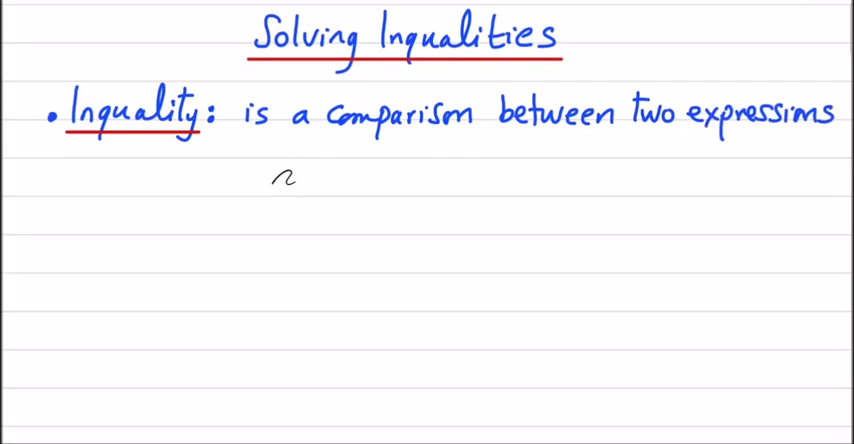 Solving Inqualities
• Inquality: is a comparism between two expressims